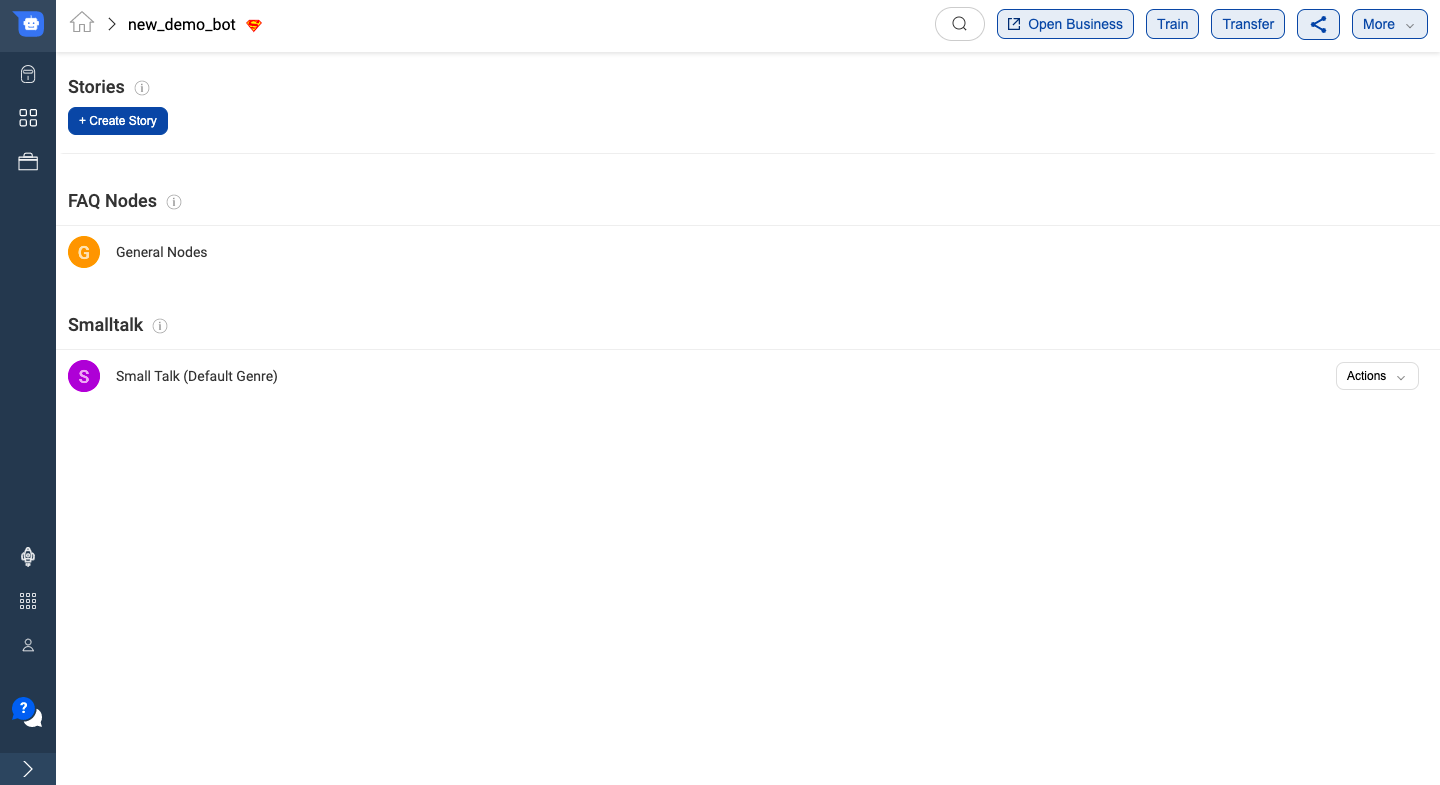 new_demo_bot
Open Business
Train
Transfer
More
Stories
+ Create Story
FAQ Nodes
G
General Nodes
Smalltalk
S
Small Talk (Default Genre)
Actions
?